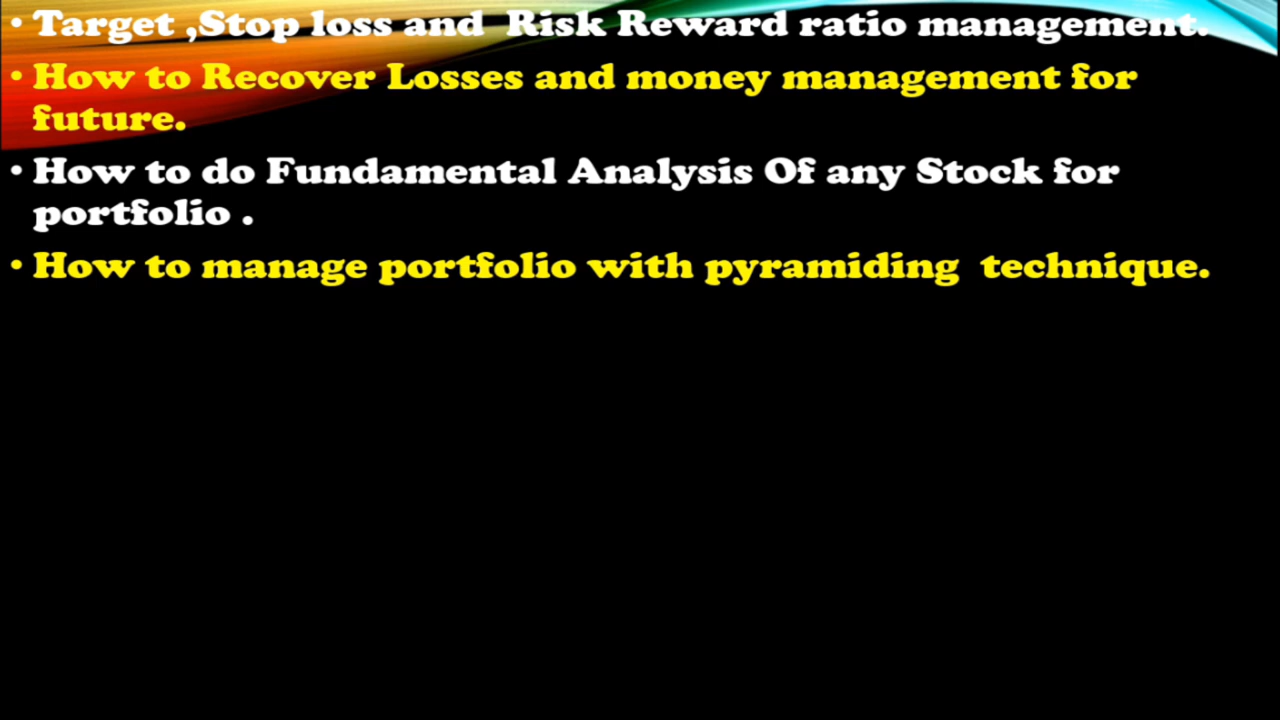 • Target ,Stop loss and  Risk Reward ratio management.
• How to Recover Losses and money management for
future.
• How to do Fundamental Analysis Of any Stock for
portfolio .
• How to manage portfolio with pyramiding  technique.